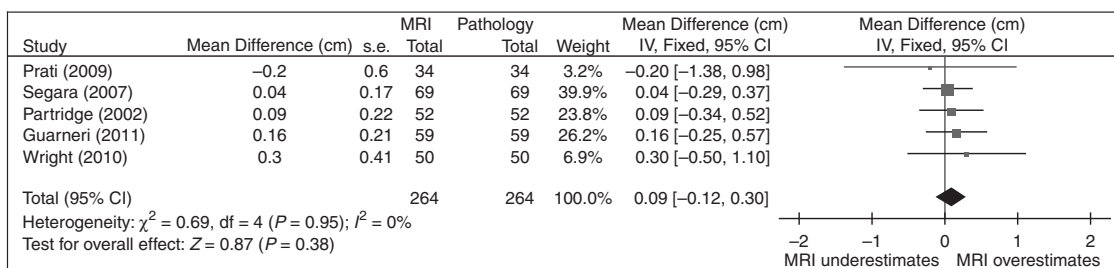 MRI Pathology Mean Difference (cm) Mean Difference (cm)
Study Mean Difference (cm) s.e. Total Total Weight IV, Fixed, 95% CI IV, Fixed, 95% CI
Prati (2009) −0.2 0.6 34 34 3.2% −0.20 [−1.38, 0.98]
Segara (2007) 0.04 0.17 69 69 39.9% 0.04 [−0.29, 0.37]
Partridge (2002) 0.09 0.22 52 52 23.8% 0.09 [−0.34, 0.52]
Guarneri (2011) 0.16 0.21 59 59 26.2% 0.16 [−0.25, 0.57]
Wright (2010) 0.3 0.41 50 50 6.9% 0.30 [−0.50, 1.10]
Total (95% CI) 264 264 100.0% 0.09 [−0.12, 0.30]
Heterogeneity: χ² = 0.69, df = 4 (P = 0.95); I² = 0%
Test for overall effect: Z = 0.87 (P = 0.38)
−2 −1 0 1 2
MRI underestimates MRI overestimates